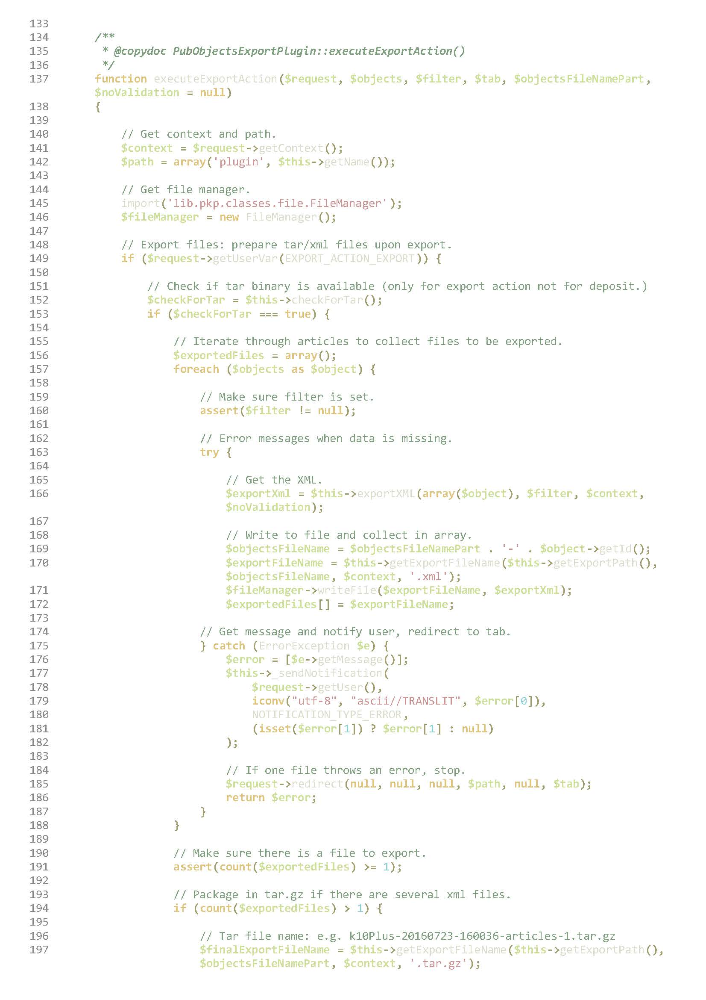 133
134 /**
135 * @copydoc PubObjectsExportPlugin::executeExportAction()
136 */
137 function executeExportAction($request, $objects, $filter, $tab, $objectsFileNamePart,
$noValidation = null)
138 {
139
140 // Get context and path.
141 $context = $request->getContext();
142 $path = array('plugin', $this->getName());
143
144 // Get file manager.
145 import('lib.pkp.classes.file.FileManager');
146 $fileManager = new FileManager();
147
148 // Export files: prepare tar/xml files upon export.
149 if ($request->getUserVar(EXPORT_ACTION_EXPORT)) {
150
151 // Check if tar binary is available (only for export action not for deposit.)
152 $checkForTar = $this->checkForTar();
153 if ($checkForTar === true) {
154
155 // Iterate through articles to collect files to be exported.
156 $exportedFiles = array();
157 foreach ($objects as $object) {
158
159 // Make sure filter is set.
160 assert($filter != null);
161
162 // Error messages when data is missing.
163 try {
164
165 // Get the XML.
166 $exportXml = $this->exportXML(array($object), $filter, $context,
$noValidation);
167
168 // Write to file and collect in array.
169 $objectsFileName = $objectsFileNamePart . '-' . $object->getId();
170 $exportFileName = $this->getExportFileName($this->getExportPath(),
$objectsFileName, $context, '.xml');
171 $fileManager->writeFile($exportFileName, $exportXml);
172 $exportedFiles[] = $exportFileName;
173
174 // Get message and notify user, redirect to tab.
175 } catch (ErrorException $e) {
176 $error = [$e->getMessage()];
177 $this->_sendNotification(
178 $request->getUser(),
179 iconv("utf-8", "ascii//TRANSLIT", $error[0]),
180 NOTIFICATION_TYPE_ERROR,
181 (isset($error[1]) ? $error[1] : null)
182 );
183
184 // If one file throws an error, stop.
185 $request->redirect(null, null, null, $path, null, $tab);
186 return $error;
187 }
188 }
189
190 // Make sure there is a file to export.
191 assert(count($exportedFiles) >= 1);
192
193 // Package in tar.gz if there are several xml files.
194 if (count($exportedFiles) > 1) {
195
196 // Tar file name: e.g. k10Plus-20160723-160036-articles-1.tar.gz
197 $finalExportFileName = $this->getExportFileName($this->getExportPath(),
$objectsFileNamePart, $context, '.tar.gz');